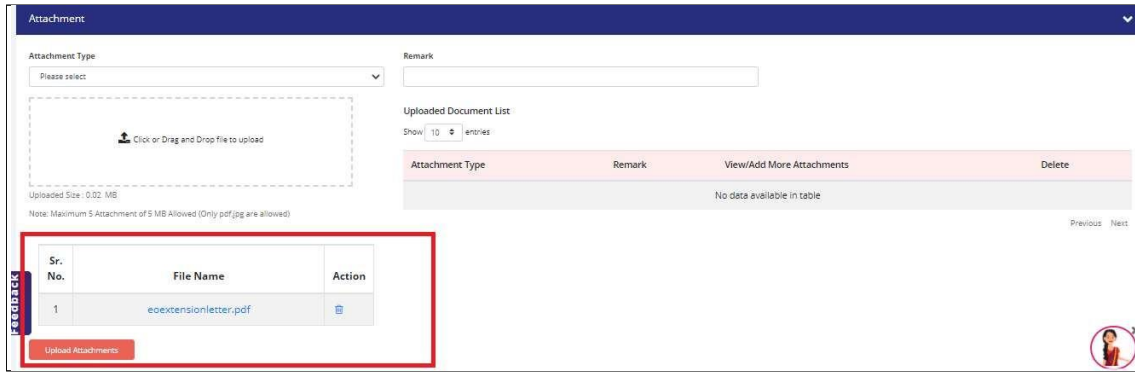 Attachment
Attachment Type
Please select
Remark
Click or Drag and Drop file to upload
Uploaded Size : 0.02 MB
Note: Maximum 5 Attachment of 5 MB Allowed (Only pdf,jpg are allowed)
Uploaded Document List
Show 10 entries
Attachment Type Remark View/Add More Attachments Delete
No data available in table
Previous Next
Sr. No. File Name Action
1 eoextensionletter.pdf
Upload Attachments
Feedback